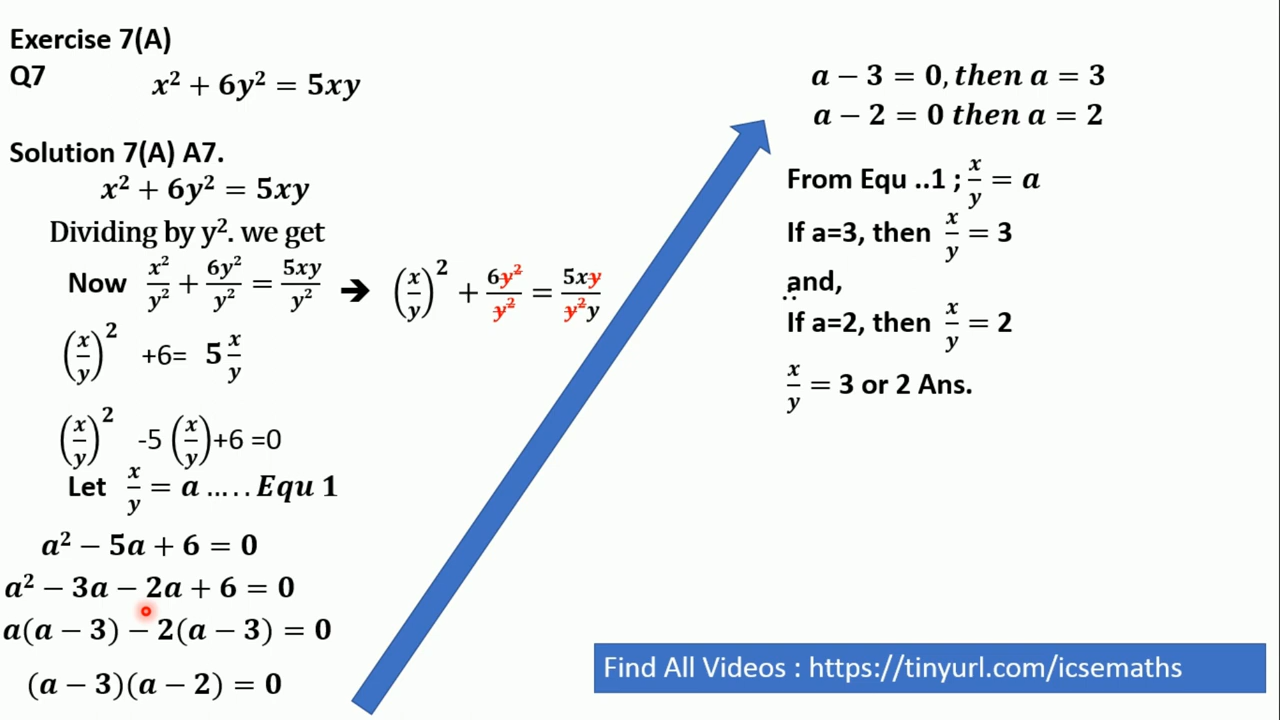 Exercise 7(A)
Q7
x² + 6y² = 5xy
Solution 7(A) A7.
x² + 6y² = 5xy
Dividing by y². we get
Now x²/y² + 6y²/y² = 5xy/y² ➔ (x/y)² + 6y²/y² = 5xy/y²y
(x/y)² +6= 5 x/y
(x/y)² -5 (x/y)+6 =0
Let x/y = a ..... Equ 1
a² − 5a + 6 = 0
a² − 3a − 2a + 6 = 0
a(a − 3) − 2(a − 3) = 0
(a − 3)(a − 2) = 0
a − 3 = 0, then a = 3
a − 2 = 0 then a = 2
From Equ ..1 ; x/y = a
If a=3, then x/y = 3
and,
If a=2, then x/y = 2
x/y = 3 or 2 Ans.
Find All Videos : https://tinyurl.com/icsemaths